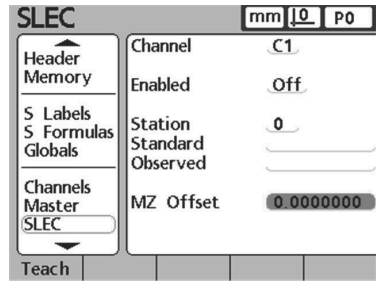 SLEC
mm 0 P0
Header
Memory
S Labels
S Formulas
Globals
Channels
Master
SLEC
Channel C1
Enabled Off
Station 0
Standard
Observed
MZ Offset 0.0000000
Teach